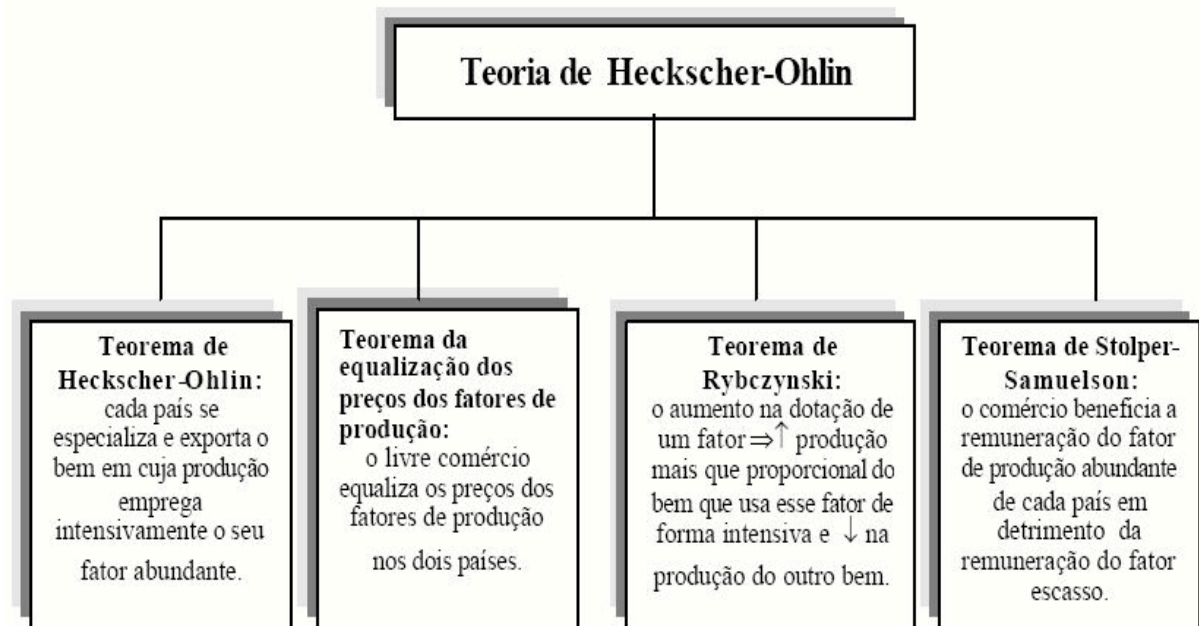 Teoria de Heckscher-Ohlin
Teorema de
Heckscher-Ohlin:
cada país se
especializa e exporta o
bem em cuja produção
emprega
intensivamente o seu
fator abundante.
Teorema da
equalização dos
preços dos fatores de
produção:
o livre comércio
equaliza os preços dos
fatores de produção
nos dois países.
Teorema de
Rybczynski:
o aumento na dotação de
um fator ⇒↑ produção
mais que proporcional do
bem que usa esse fator de
forma intensiva e ↓ na
produção do outro bem.
Teorema de Stolper-
Samuelson:
o comércio beneficia a
remuneração do fator
de produção abundante
de cada país em
detrimento da
remuneração do fator
escasso.